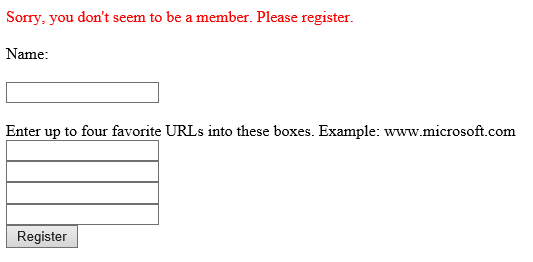 Sorry, you don't seem to be a member. Please register.
Name:
Enter up to four favorite URLs into these boxes. Example: www.microsoft.com
Register